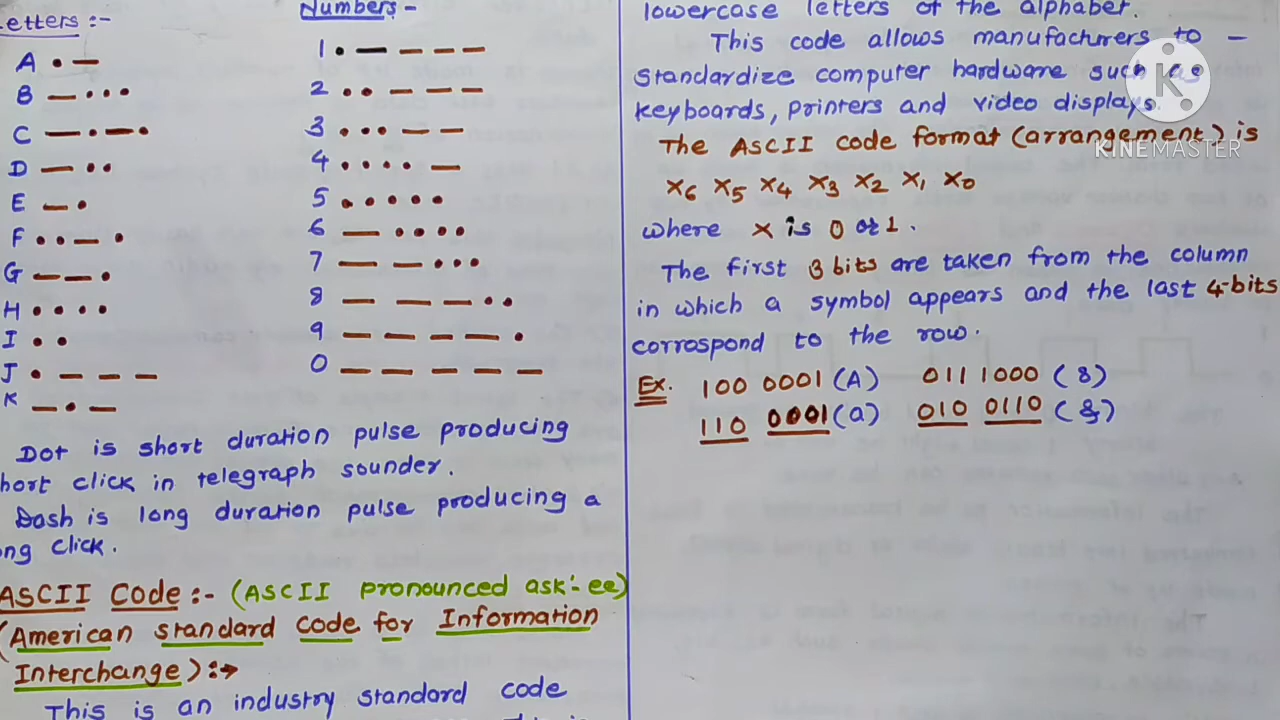 Letters :-
A • —
B — • • •
C — • — •
D — • •
E — •
F • • — •
G — — •
H • • • •
I • •
J • — — —
K — • —
Dot is short duration pulse producing
short click in telegraph sounder.
Dash is long duration pulse producing a
long click.
ASCII Code :- (ASCII pronounced ask'-ee)
(American standard code for Information
Interchange) :→
This is an industry standard code
Numbers -
1 • — — — —
2 • • — — —
3 • • • — —
4 • • • • —
5 • • • • •
6 — • • • •
7 — — • • •
8 — — — • •
9 — — — — •
0 — — — — —
lowercase letters of the alphabet.
This code allows manufacturers to –
standardize computer hardware such as
keyboards, printers and video displays.
The ASCII code format (arrangement) is
X6 X5 X4 X3 X2 X1 X0
where X is 0 or 1.
The first 3 bits are taken from the column
in which a symbol appears and the last 4-bits
corraspond to the row.
Ex. 100 0001 (A) 011 1000 (8)
110 0001 (a) 010 0110 (&)
KINEMASTER